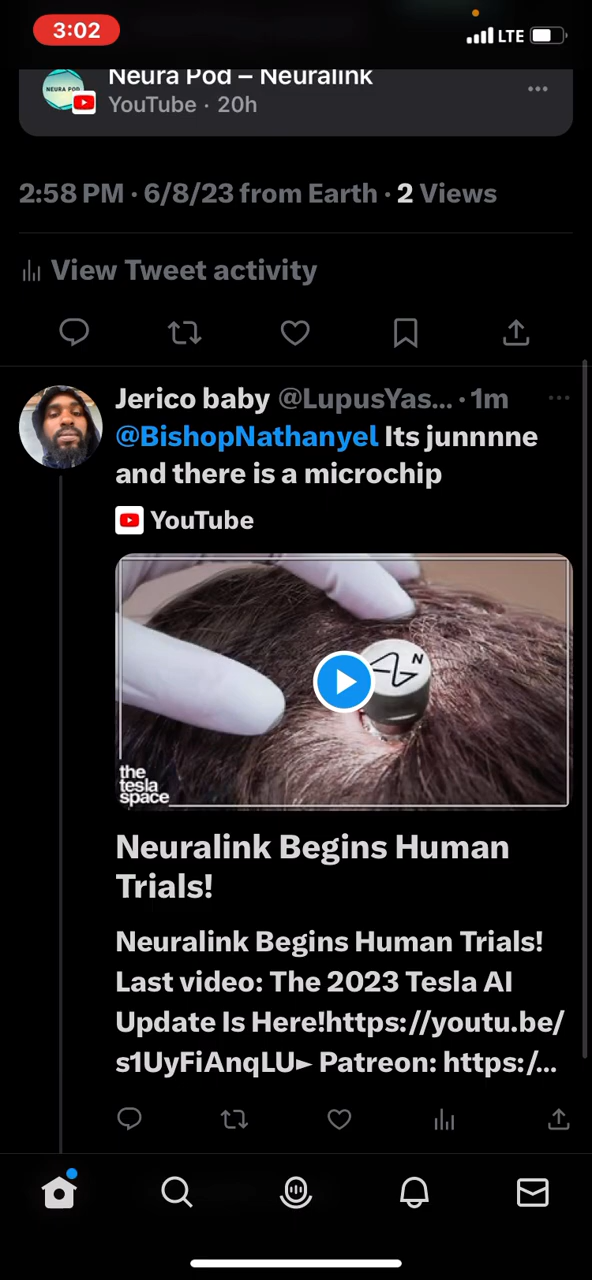 3:02
LTE
NEURA POD
Neura Pod – Neuralink
YouTube · 20h
2:58 PM · 6/8/23 from Earth · 2 Views
View Tweet activity
Jerico baby @LupusYas... · 1m
@BishopNathanyel Its junnnne
and there is a microchip
YouTube
N
the
tesla
space
Neuralink Begins Human
Trials!
Neuralink Begins Human Trials!
Last video: The 2023 Tesla AI
Update Is Here!https://youtu.be/
s1UyFiAnqLU► Patreon: https:/...